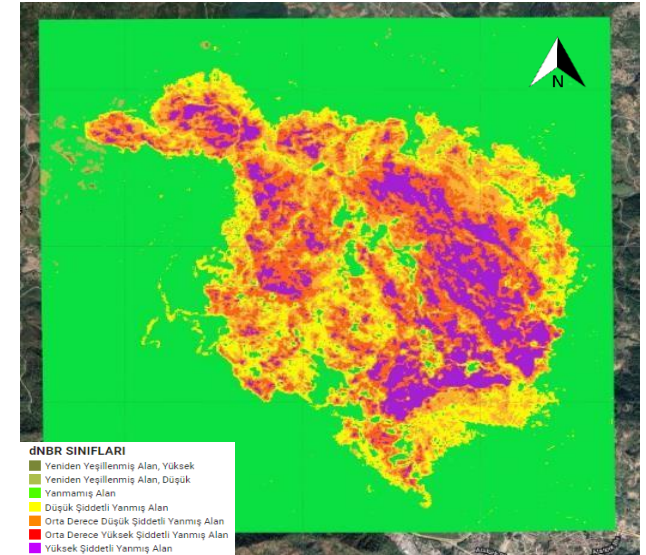 N
dNBR SINIFLARI
Yeniden Yeşillenmiş Alan, Yüksek
Yeniden Yeşillenmiş Alan, Düşük
Yanmamış Alan
Düşük Şiddetli Yanmış Alan
Orta Derece Düşük Şiddetli Yanmış Alan
Orta Derece Yüksek Şiddetli Yanmış Alan
Yüksek Şiddetli Yanmış Alan